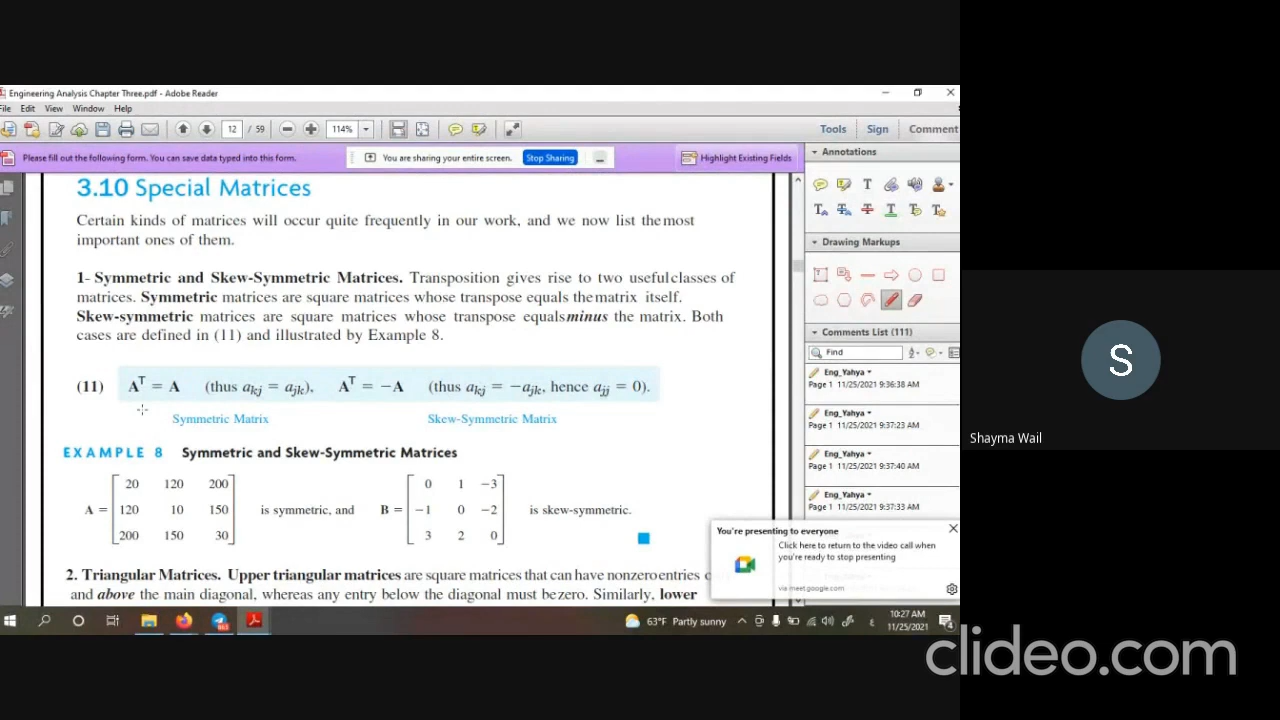 Engineering Analysis Chapter Three.pdf - Adobe Reader
File Edit View Window Help
12 / 59 114% Tools Sign Comment
Please fill out the following form. You can save data typed into this form.
You are sharing your entire screen. Stop Sharing
Highlight Existing Fields
3.10 Special Matrices
Certain kinds of matrices will occur quite frequently in our work, and we now list the most
important ones of them.
1- Symmetric and Skew-Symmetric Matrices. Transposition gives rise to two useful classes of
matrices. Symmetric matrices are square matrices whose transpose equals the matrix itself.
Skew-symmetric matrices are square matrices whose transpose equals minus the matrix. Both
cases are defined in (11) and illustrated by Example 8.
(11) Aᵀ = A (thus aₖⱼ = aⱼₖ), Aᵀ = −A (thus aₖⱼ = −aⱼₖ, hence aⱼⱼ = 0).
Symmetric Matrix Skew-Symmetric Matrix
EXAMPLE 8 Symmetric and Skew-Symmetric Matrices
20 120 200 0 1 −3
A = 120 10 150 is symmetric, and B = −1 0 −2 is skew-symmetric.
200 150 30 3 2 0
2. Triangular Matrices. Upper triangular matrices are square matrices that can have nonzero entries
and above the main diagonal, whereas any entry below the diagonal must be zero. Similarly, lower
Annotations
Drawing Markups
Comments List (111)
Find
Eng_Yahya
Page 1 11/25/2021 9:36:38 AM
Eng_Yahya
Page 1 11/25/2021 9:37:23 AM
Eng_Yahya
Page 1 11/25/2021 9:37:40 AM
Eng_Yahya
Page 1 11/25/2021 9:37:33 AM
You're presenting to everyone
Click here to return to the video call when
you're ready to stop presenting
via meet.google.com
63°F Partly sunny
10:27 AM
11/25/2021
S
Shayma Wail
clideo.com